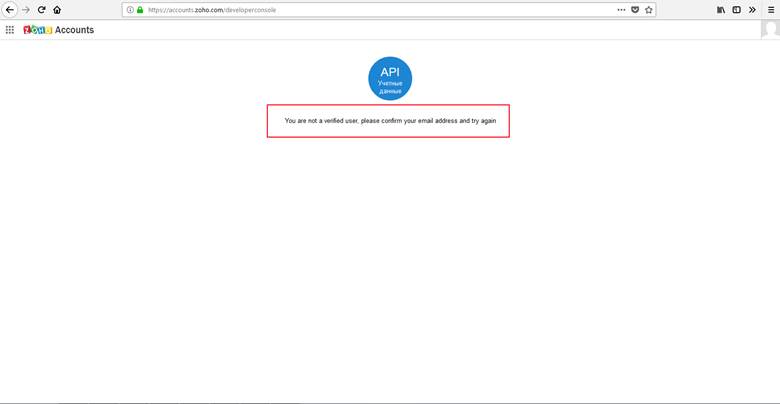 https://accounts.zoho.com/developerconsole
ZOHO Accounts
API
Учетные
данные
You are not a verified user, please confirm your email address and try again